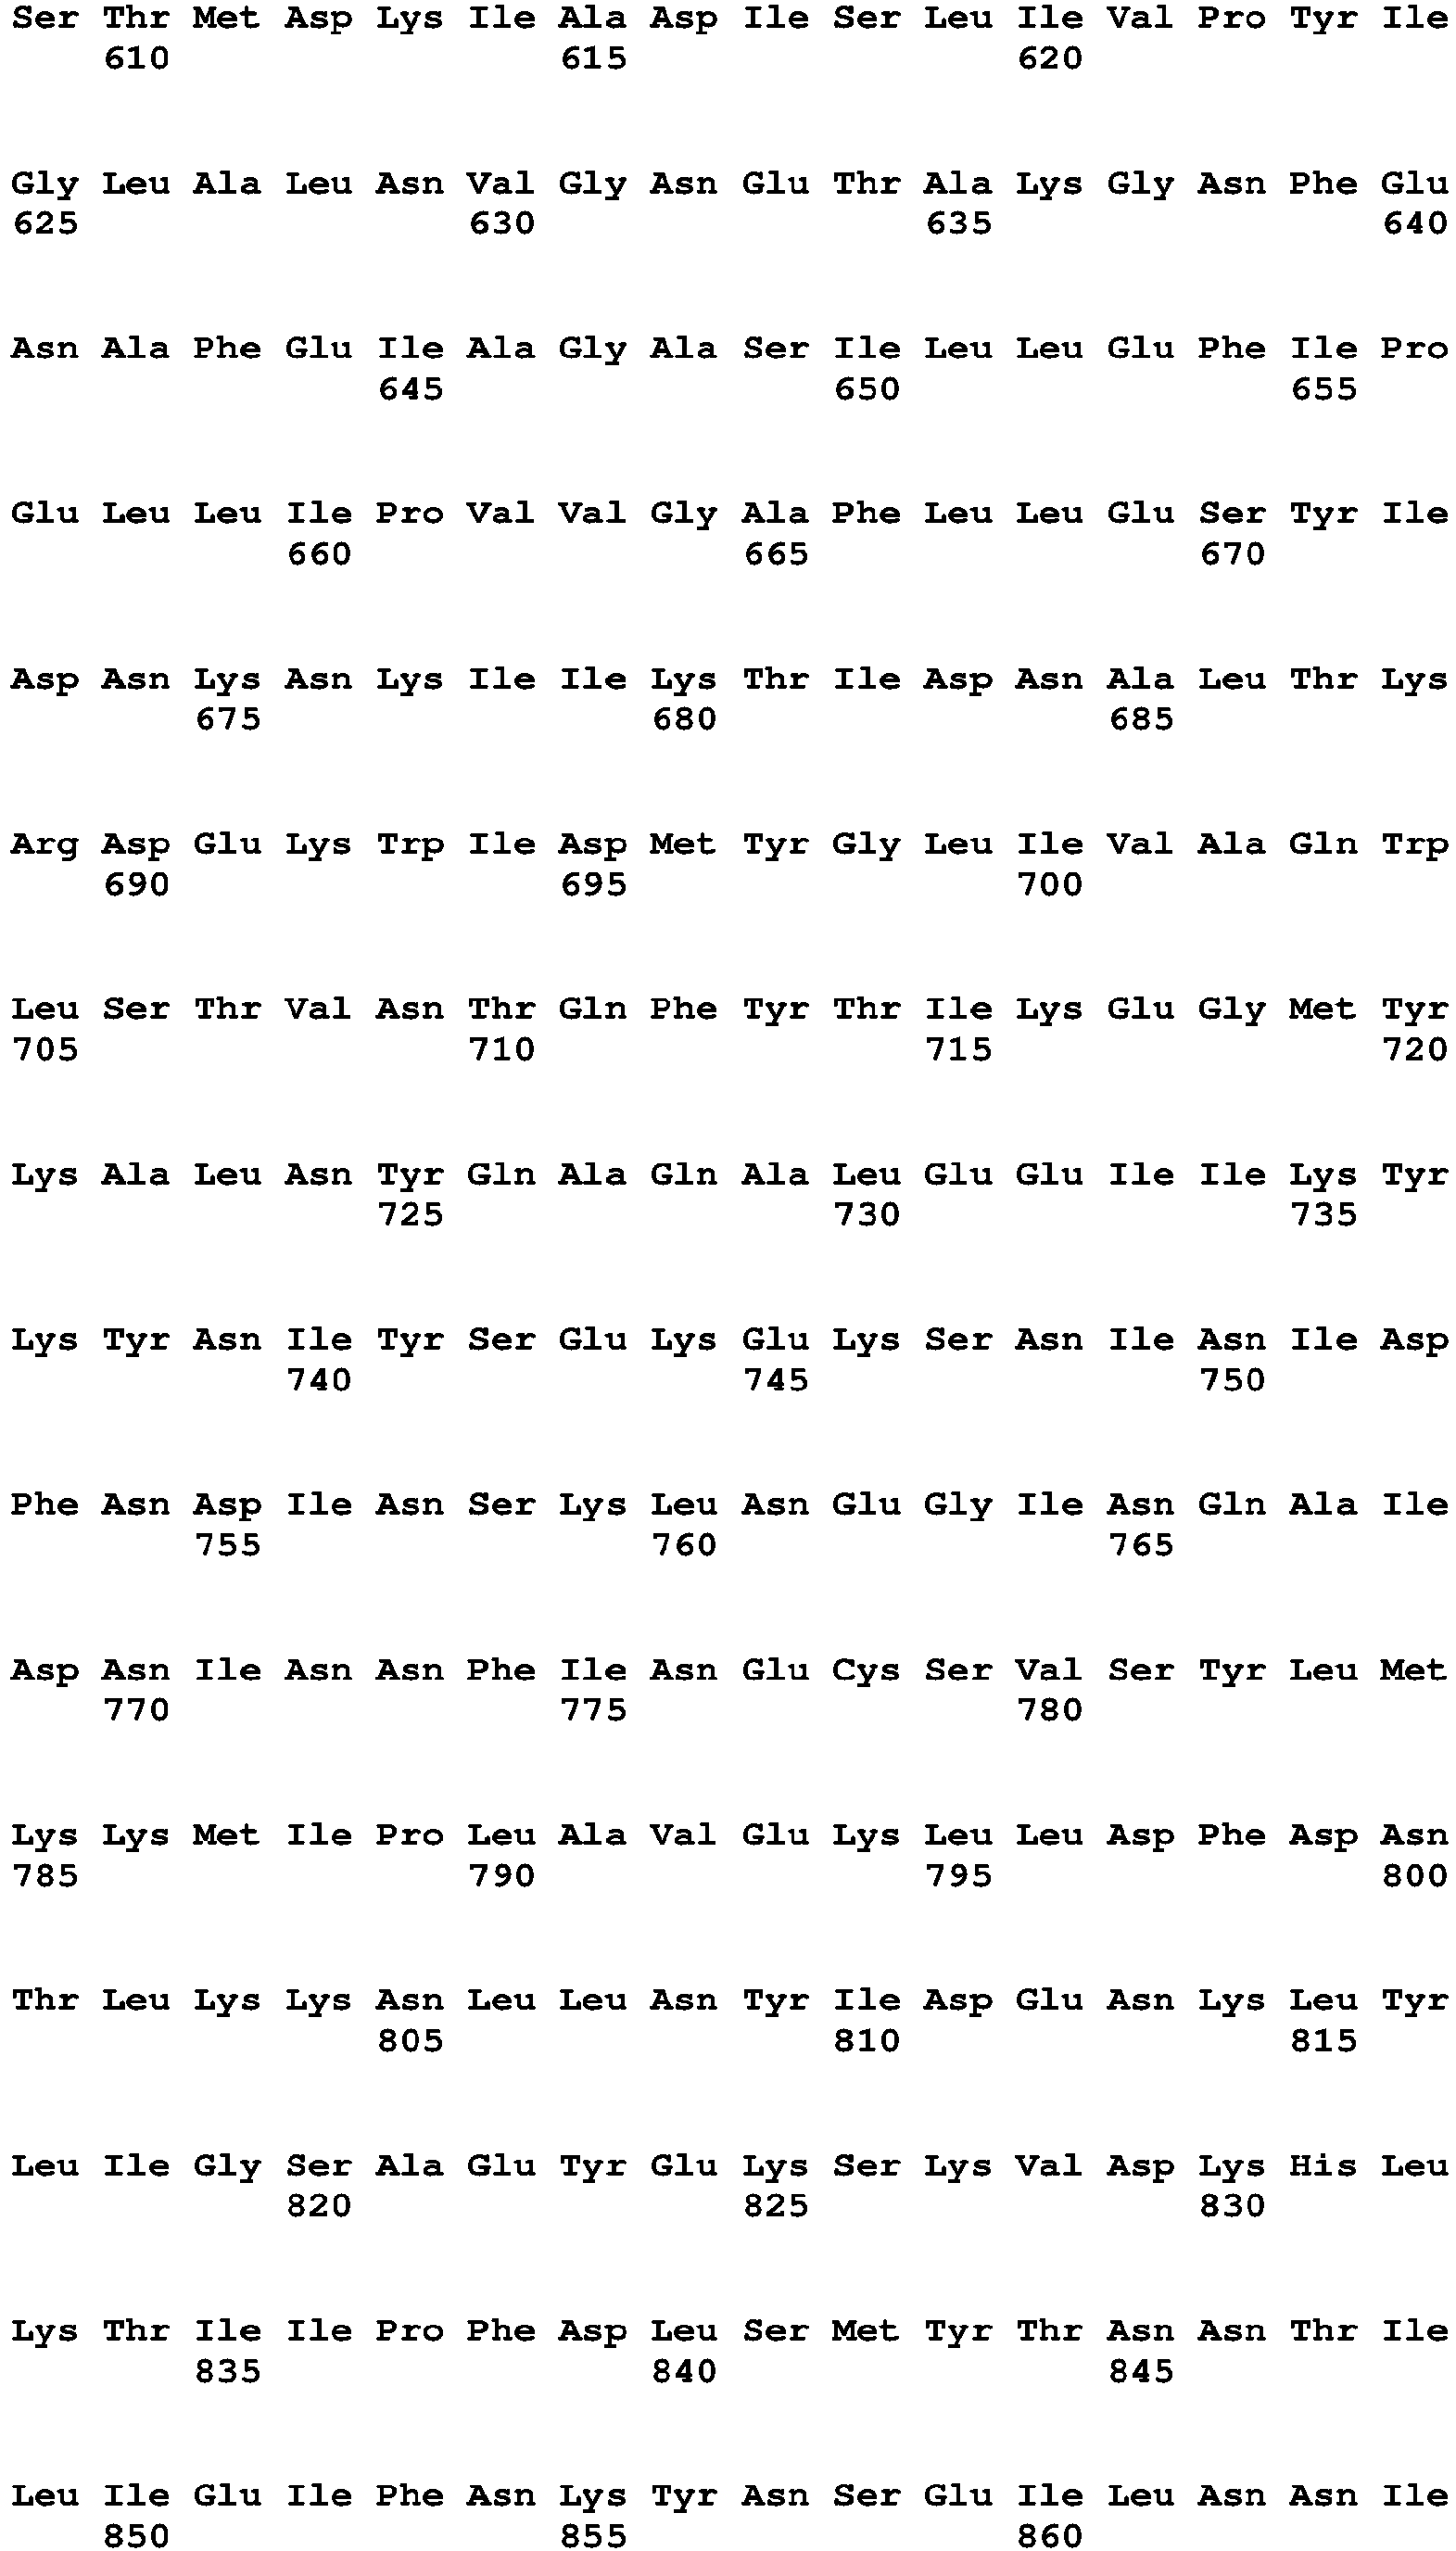 Ser Thr Met Asp Lys Ile Ala Asp Ile Ser Leu Ile Val Pro Tyr Ile
610 615 620
Gly Leu Ala Leu Asn Val Gly Asn Glu Thr Ala Lys Gly Asn Phe Glu
625 630 635 640
Asn Ala Phe Glu Ile Ala Gly Ala Ser Ile Leu Leu Glu Phe Ile Pro
645 650 655
Glu Leu Leu Ile Pro Val Val Gly Ala Phe Leu Leu Glu Ser Tyr Ile
660 665 670
Asp Asn Lys Asn Lys Ile Ile Lys Thr Ile Asp Asn Ala Leu Thr Lys
675 680 685
Arg Asp Glu Lys Trp Ile Asp Met Tyr Gly Leu Ile Val Ala Gln Trp
690 695 700
Leu Ser Thr Val Asn Thr Gln Phe Tyr Thr Ile Lys Glu Gly Met Tyr
705 710 715 720
Lys Ala Leu Asn Tyr Gln Ala Gln Ala Leu Glu Glu Ile Ile Lys Tyr
725 730 735
Lys Tyr Asn Ile Tyr Ser Glu Lys Glu Lys Ser Asn Ile Asn Ile Asp
740 745 750
Phe Asn Asp Ile Asn Ser Lys Leu Asn Glu Gly Ile Asn Gln Ala Ile
755 760 765
Asp Asn Ile Asn Asn Phe Ile Asn Glu Cys Ser Val Ser Tyr Leu Met
770 775 780
Lys Lys Met Ile Pro Leu Ala Val Glu Lys Leu Leu Asp Phe Asp Asn
785 790 795 800
Thr Leu Lys Lys Asn Leu Leu Asn Tyr Ile Asp Glu Asn Lys Leu Tyr
805 810 815
Leu Ile Gly Ser Ala Glu Tyr Glu Lys Ser Lys Val Asp Lys His Leu
820 825 830
Lys Thr Ile Ile Pro Phe Asp Leu Ser Met Tyr Thr Asn Asn Thr Ile
835 840 845
Leu Ile Glu Ile Phe Asn Lys Tyr Asn Ser Glu Ile Leu Asn Asn Ile
850 855 860